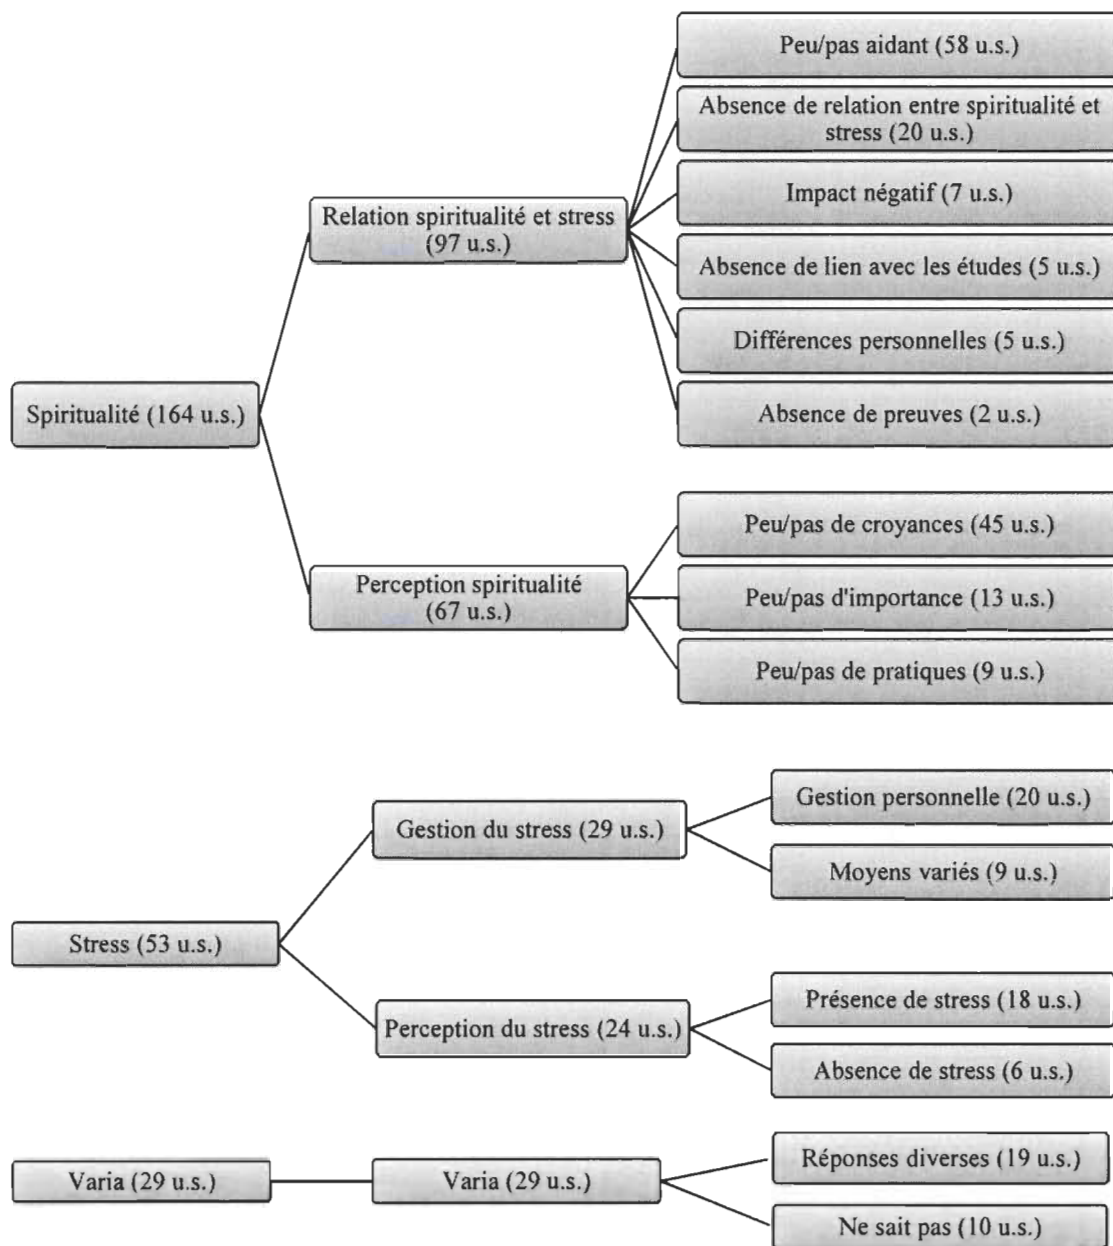 Peu/pas aidant (58 u.s.)
Absence de relation entre spiritualité et
stress (20 u.s.)
Impact négatif (7 u.s.)
Relation spiritualité et stress
(97 u.s.)
Absence de lien avec les études (5 u.s.)
Différences personnelles (5 u.s.)
Absence de preuves (2 u.s.)
Spiritualité (164 u.s.)
Peu/pas de croyances (45 u.s.)
Perception spiritualité
(67 u.s.)
Peu/pas d'importance (13 u.s.)
Peu/pas de pratiques (9 u.s.)
Gestion personnelle (20 u.s.)
Gestion du stress (29 u.s.)
Moyens variés (9 u.s.)
Stress (53 u.s.)
Présence de stress (18 u.s.)
Perception du stress (24 u.s.)
Absence de stress (6 u.s.)
Réponses diverses (19 u.s.)
Varia (29 u.s.)
Varia (29 u.s.)
Ne sait pas (10 u.s.)